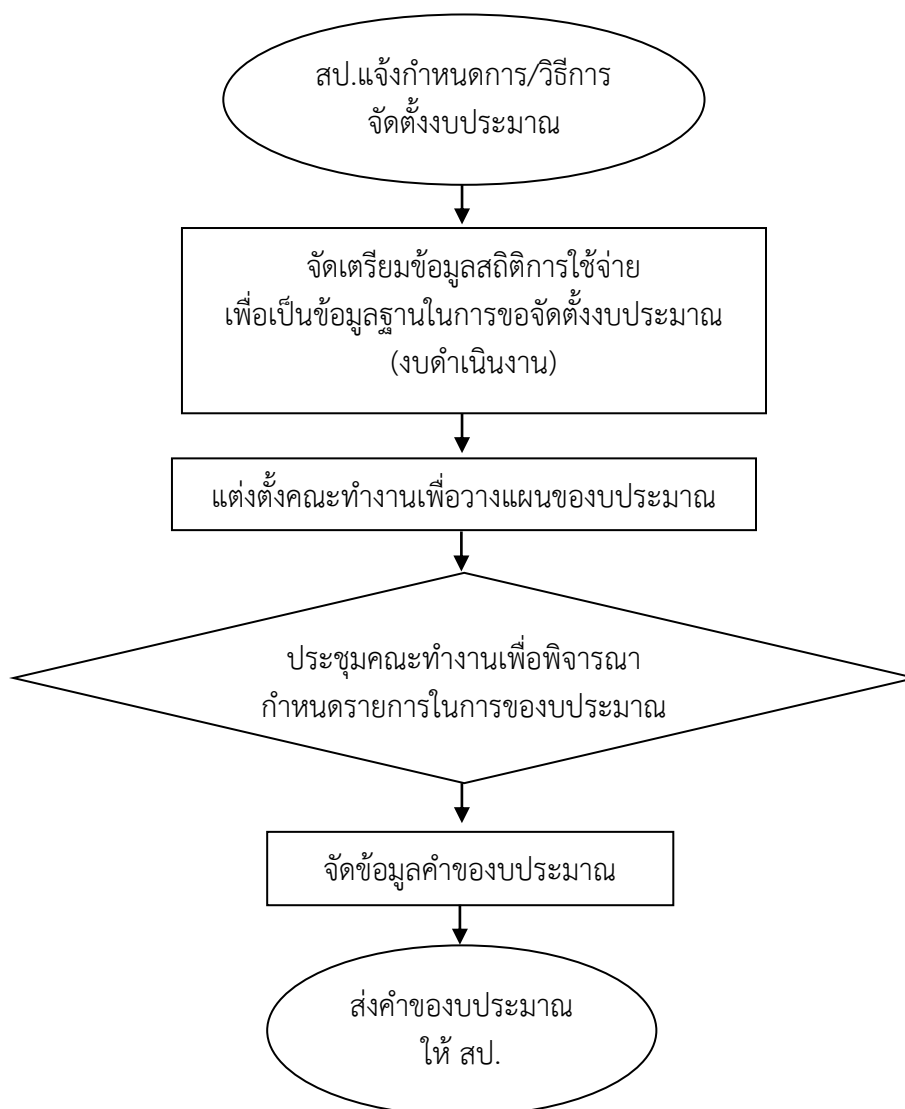 สป.แจ้งกำหนดการ/วิธีการ
จัดตั้งงบประมาณ
จัดเตรียมข้อมูลสถิติการใช้จ่าย
เพื่อเป็นข้อมูลฐานในการขอจัดตั้งงบประมาณ
(งบดำเนินงาน)
แต่งตั้งคณะทำงานเพื่อวางแผนของบประมาณ
ประชุมคณะทำงานเพื่อพิจารณา
กำหนดรายการในการของบประมาณ
จัดข้อมูลคำของบประมาณ
ส่งคำของบประมาณ
ให้ สป.